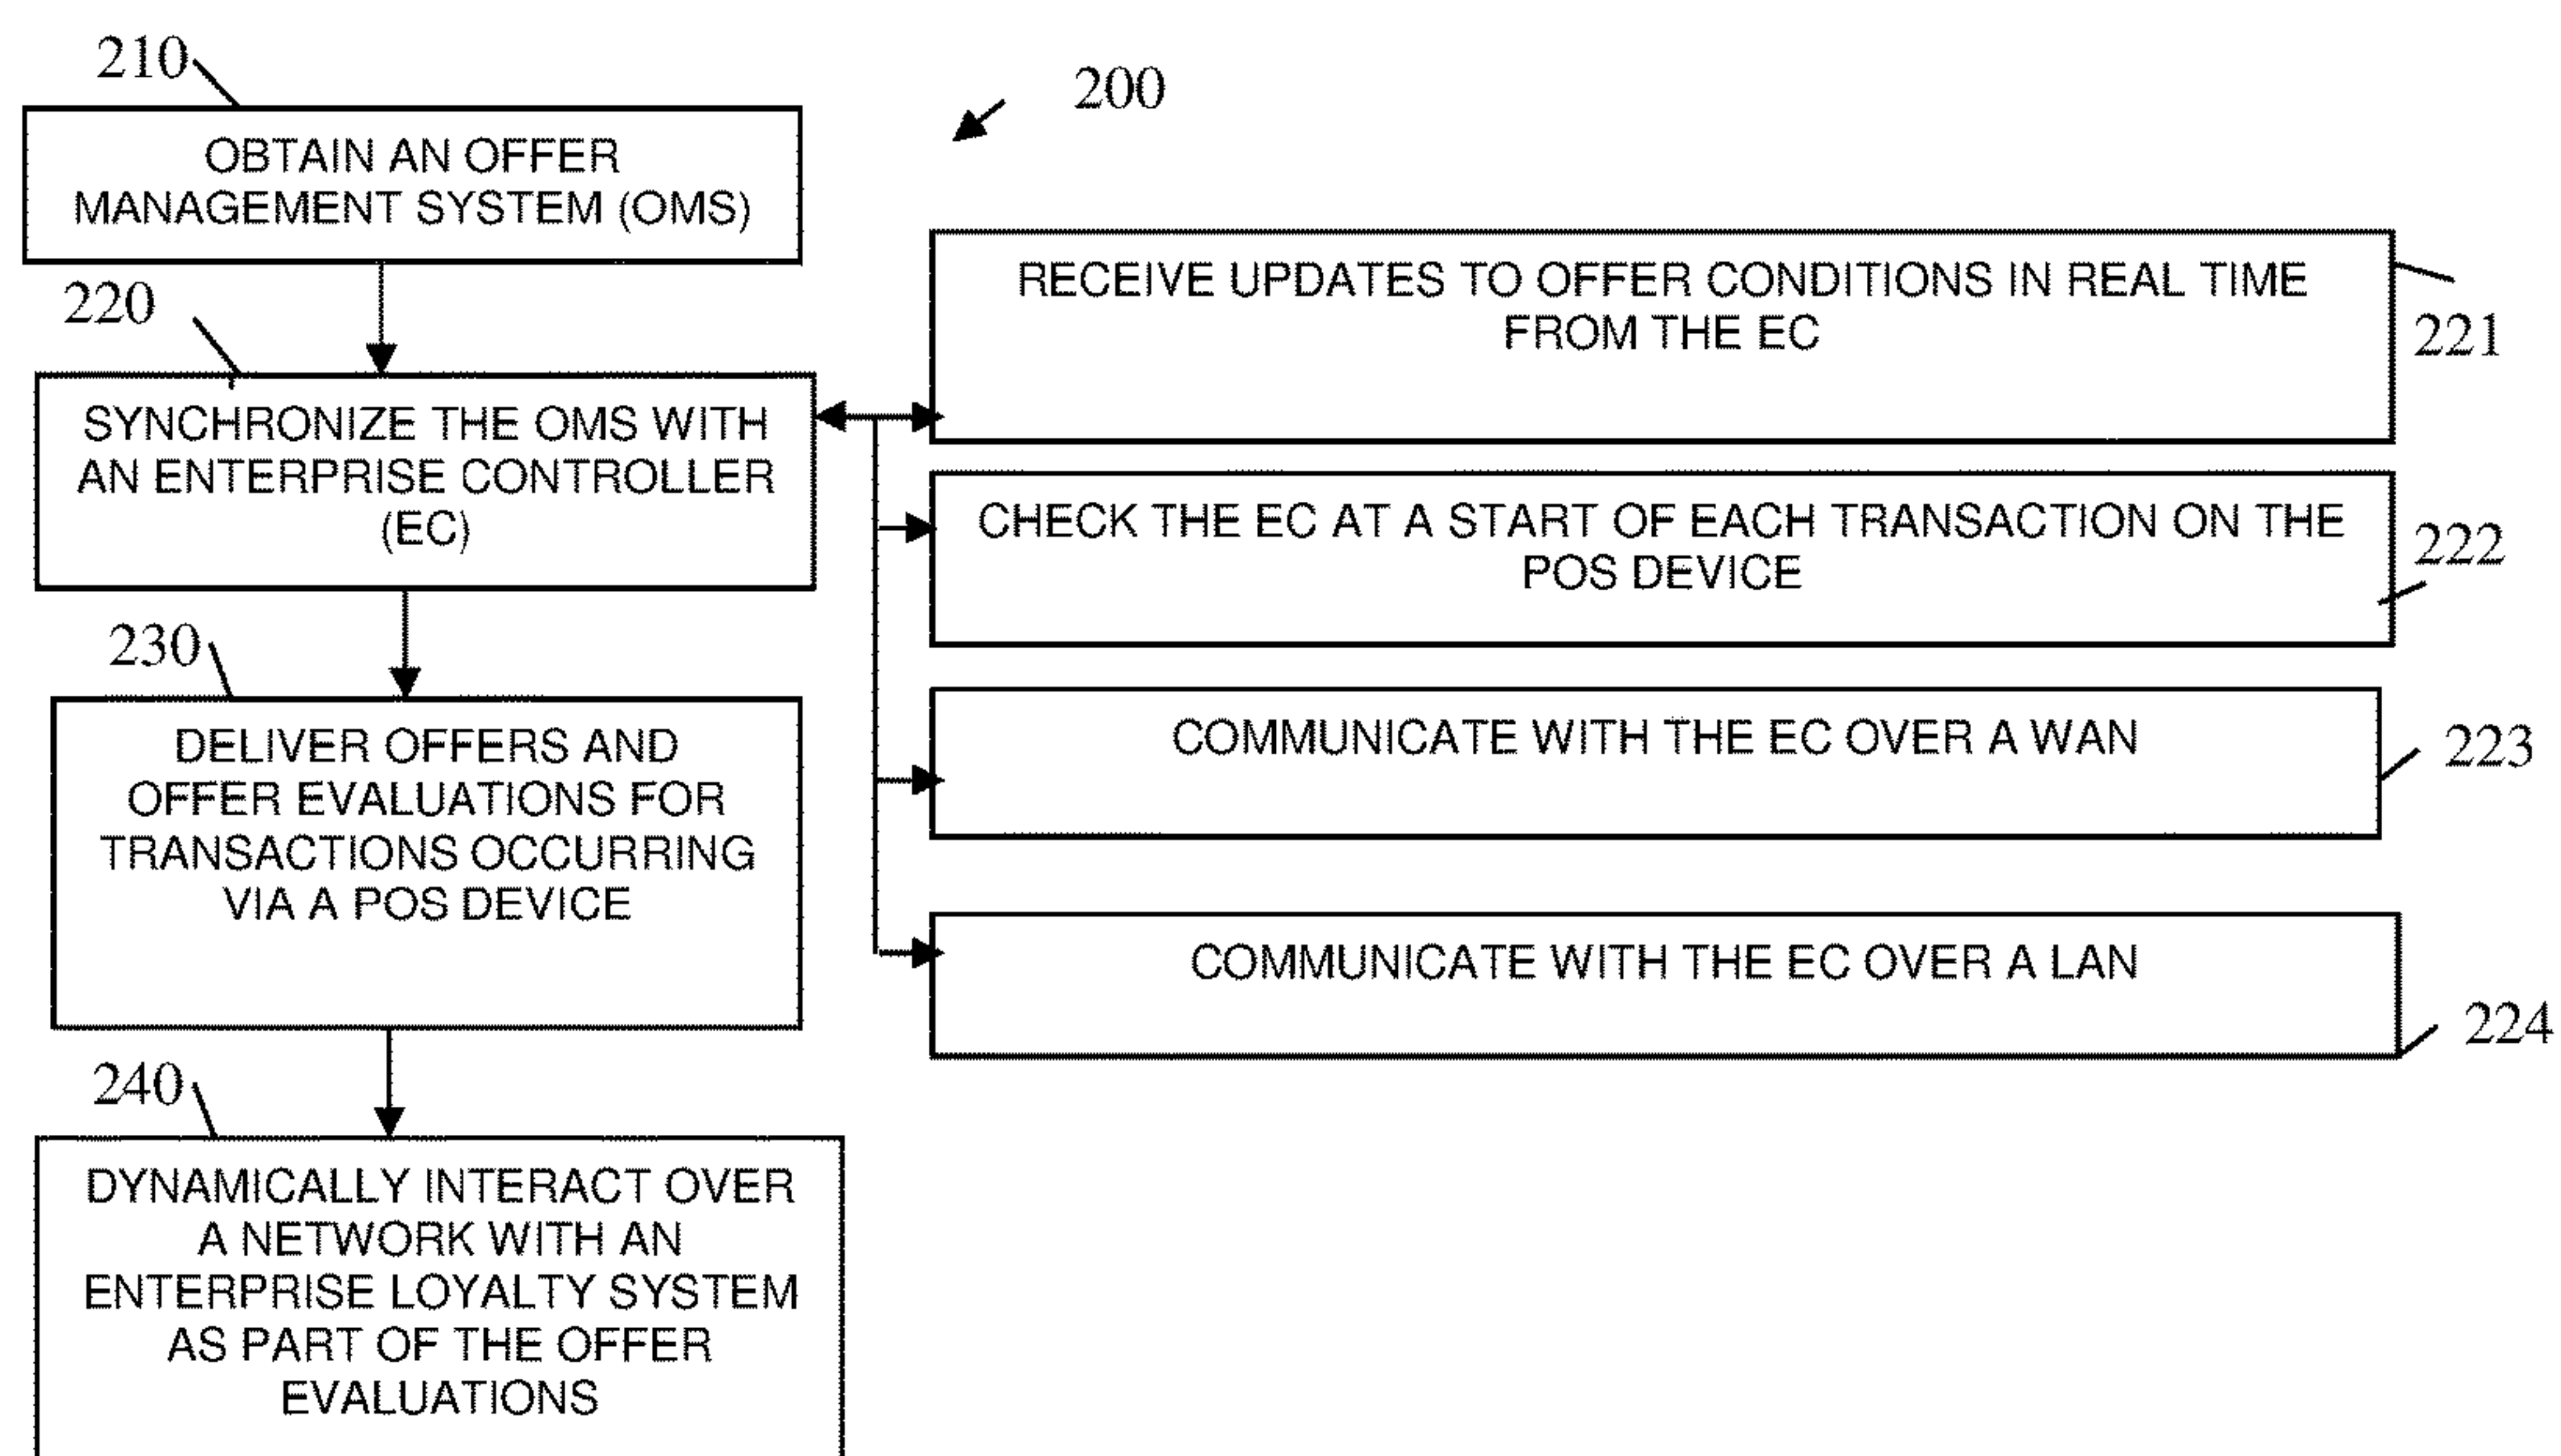 210
OBTAIN AN OFFER
MANAGEMENT SYSTEM (OMS)
200
220
SYNCHRONIZE THE OMS WITH
AN ENTERPRISE CONTROLLER
(EC)
RECEIVE UPDATES TO OFFER CONDITIONS IN REAL TIME
FROM THE EC
221
CHECK THE EC AT A START OF EACH TRANSACTION ON THE
POS DEVICE
222
COMMUNICATE WITH THE EC OVER A WAN
223
COMMUNICATE WITH THE EC OVER A LAN
224
230
DELIVER OFFERS AND
OFFER EVALUATIONS FOR
TRANSACTIONS OCCURRING
VIA A POS DEVICE
240
DYNAMICALLY INTERACT OVER
A NETWORK WITH AN
ENTERPRISE LOYALTY SYSTEM
AS PART OF THE OFFER
EVALUATIONS